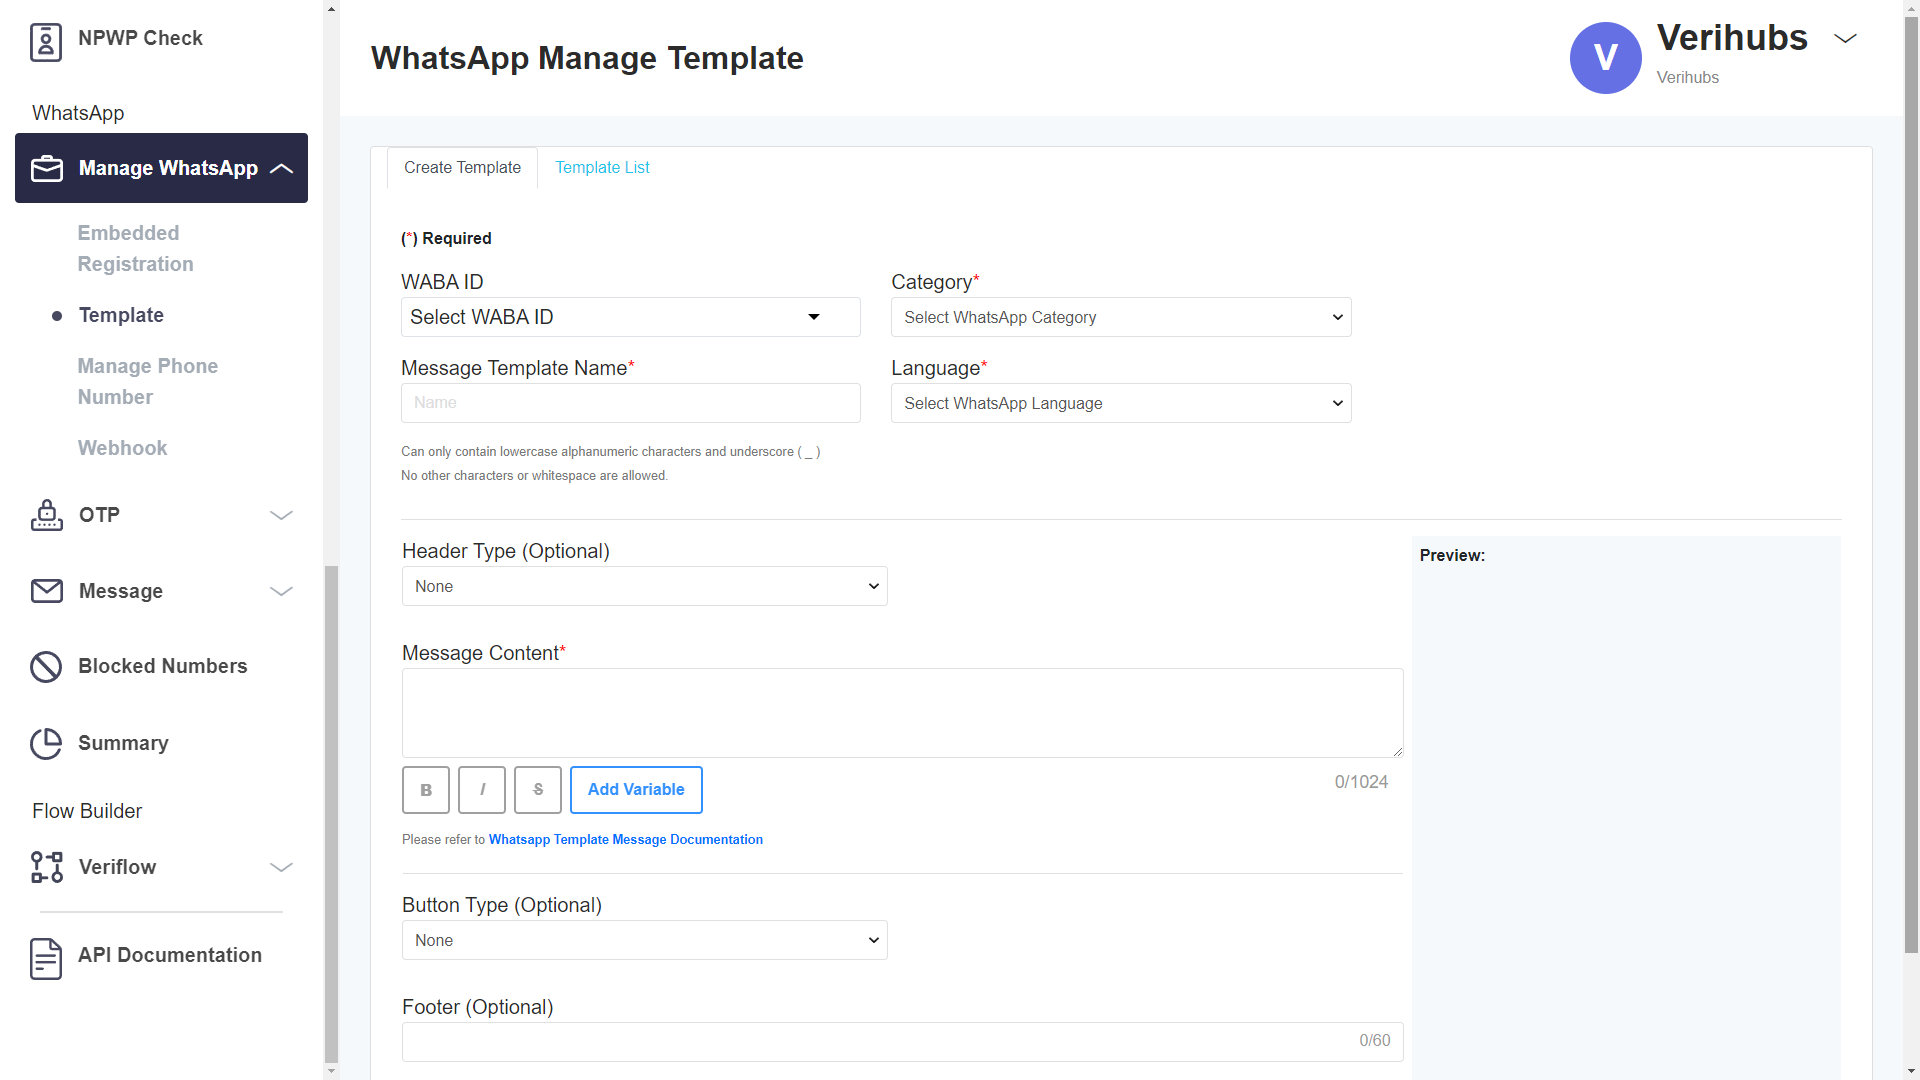 NPWP Check
WhatsApp
Manage WhatsApp
Embedded
Registration
Template
Manage Phone
Number
Webhook
OTP
Message
Blocked Numbers
Summary
Flow Builder
Veriflow
API Documentation
WhatsApp Manage Template
V
Verihubs
Verihubs
Create Template
Template List
(*) Required
WABA ID
Select WABA ID
Category*
Select WhatsApp Category
Message Template Name*
Name
Language*
Select WhatsApp Language
Can only contain lowercase alphanumeric characters and underscore ( _ )
No other characters or whitespace are allowed.
Header Type (Optional)
None
Message Content*
B
I
S
Add Variable
0/1024
Please refer to Whatsapp Template Message Documentation
Button Type (Optional)
None
Footer (Optional)
0/60
Preview: